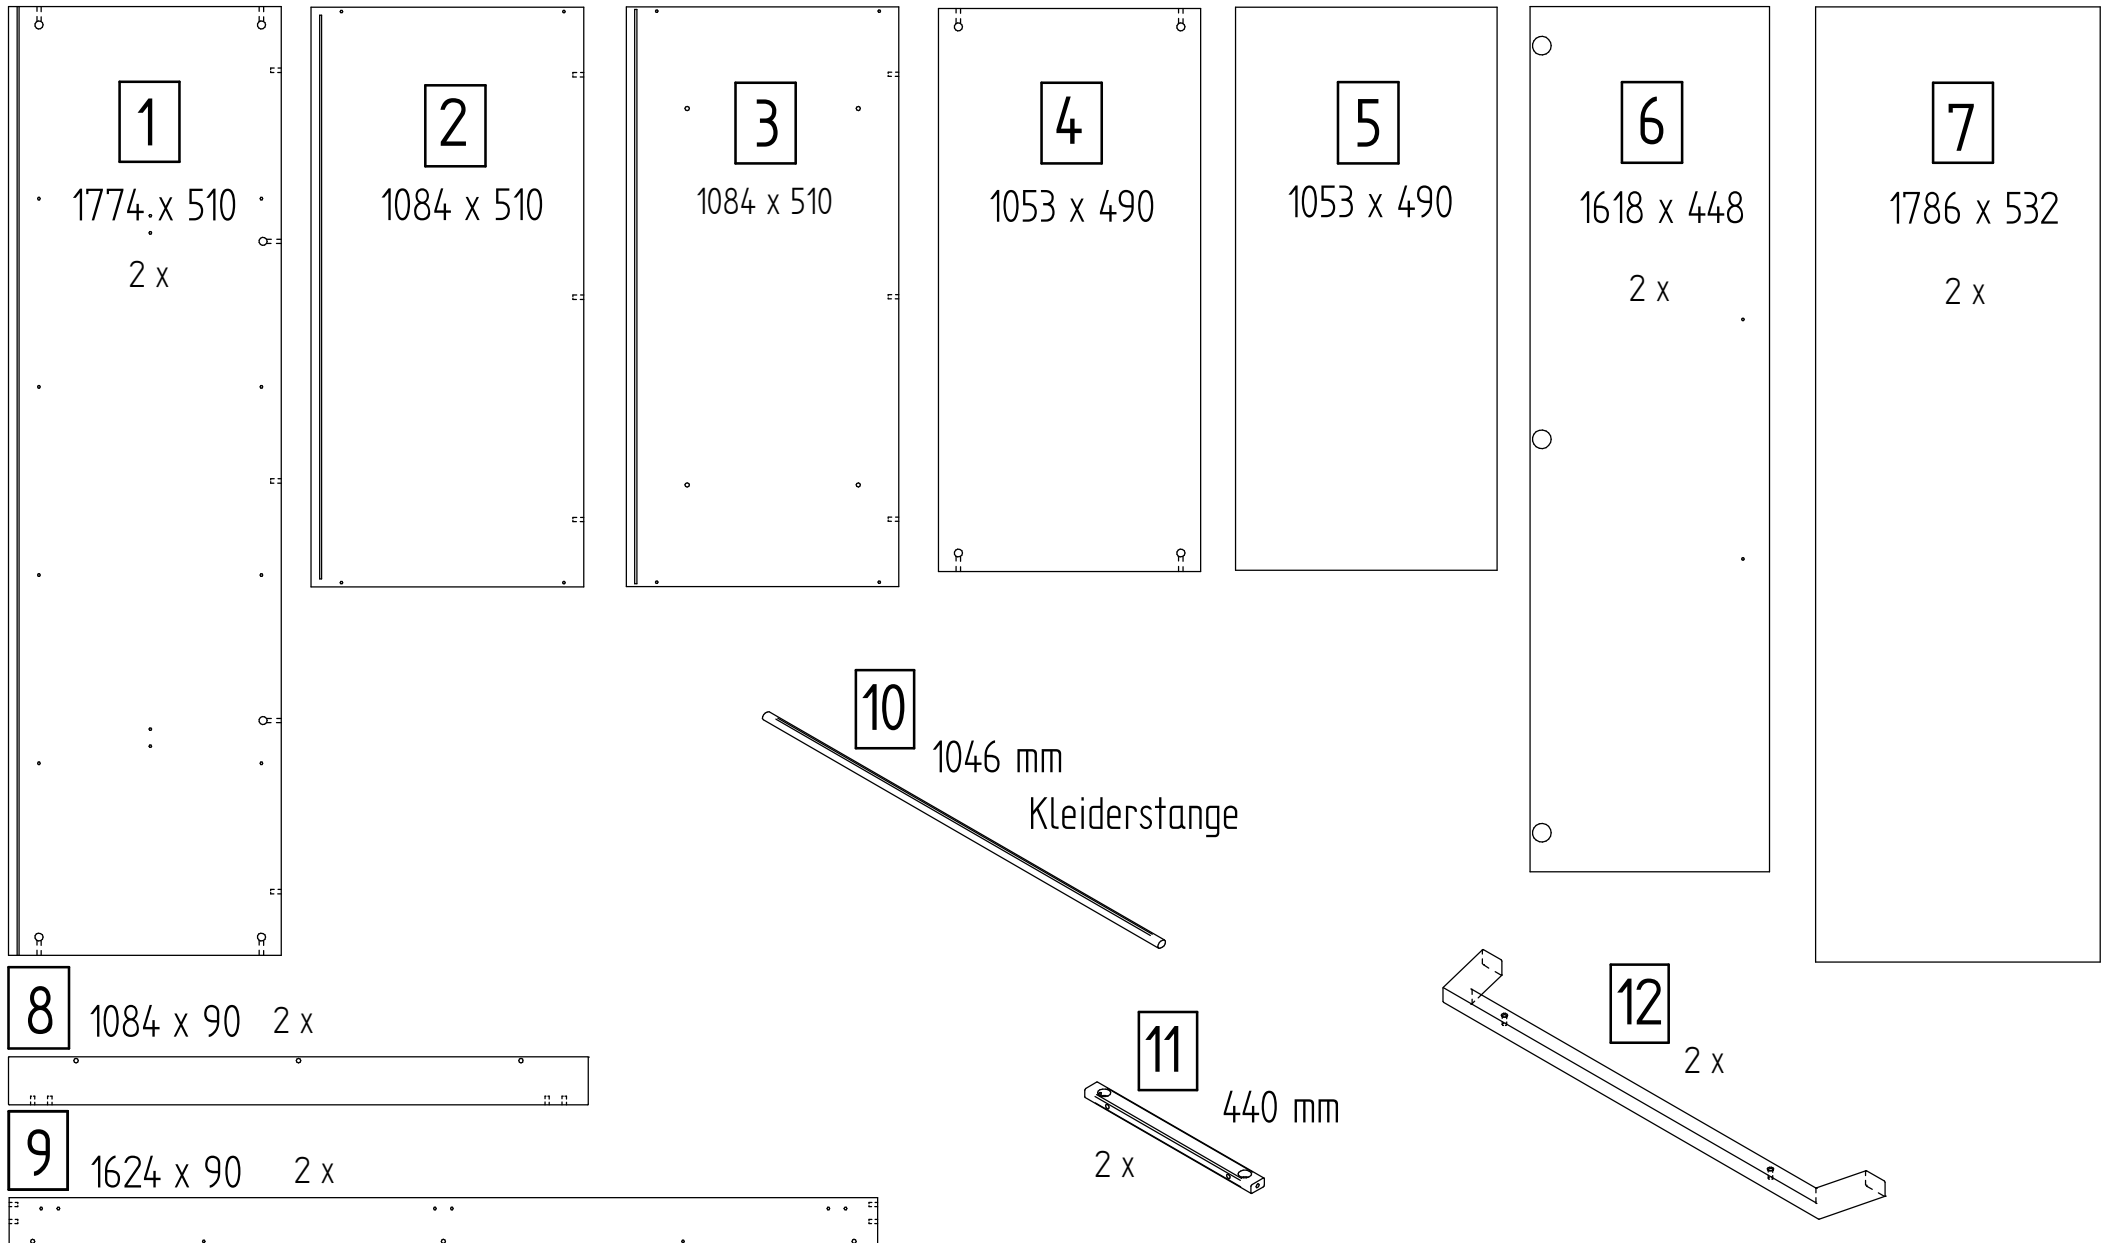 1
1774 x 510
2 x
2
1084 x 510
3
1084 x 510
4
1053 x 490
5
1053 x 490
6
1618 x 448
2 x
7
1786 x 532
2 x
10
1046 mm
Kleiderstange
8
1084 x 90 2 x
11
440 mm
2 x
12
2 x
9
1624 x 90 2 x